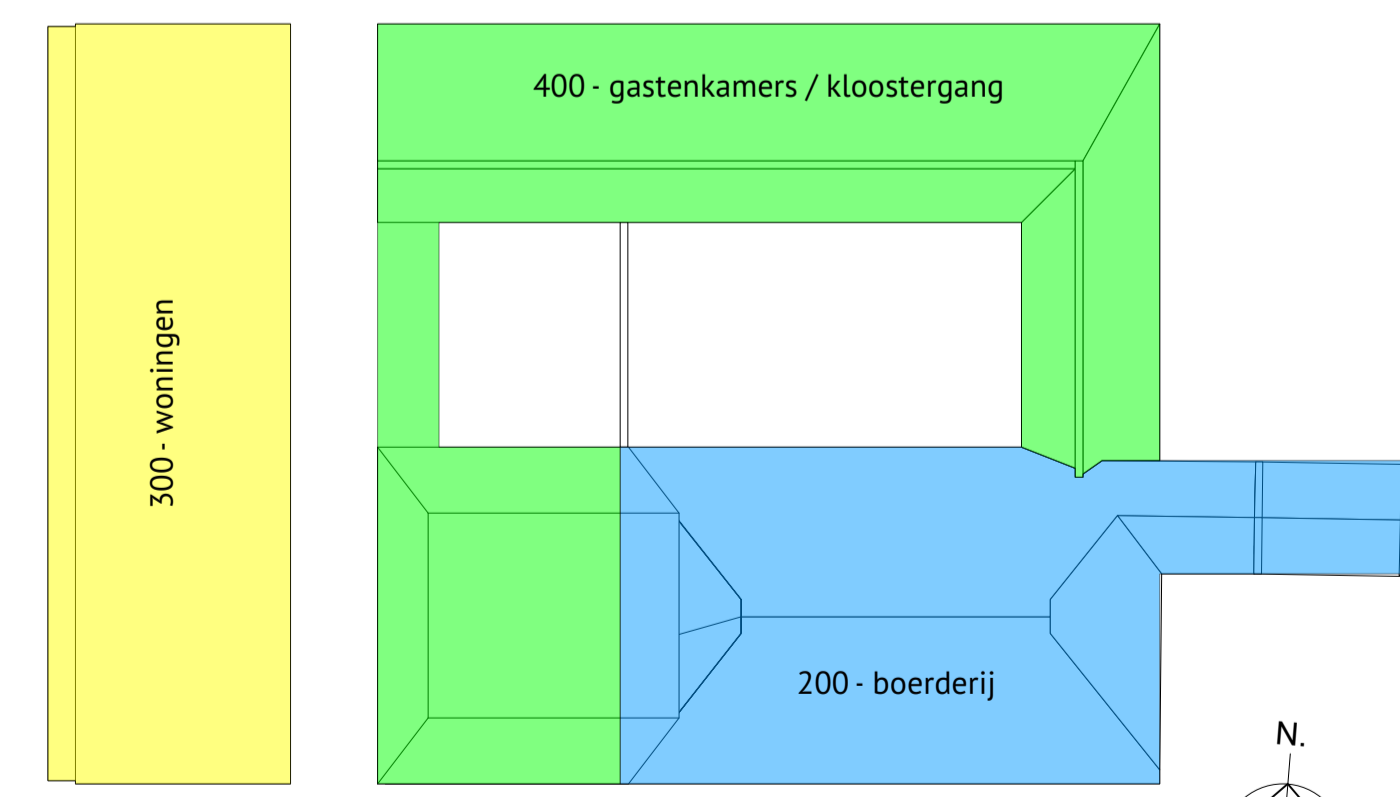 400 - gastenkamers / kloostergang
300 - woningen
200 - boerderij
N.